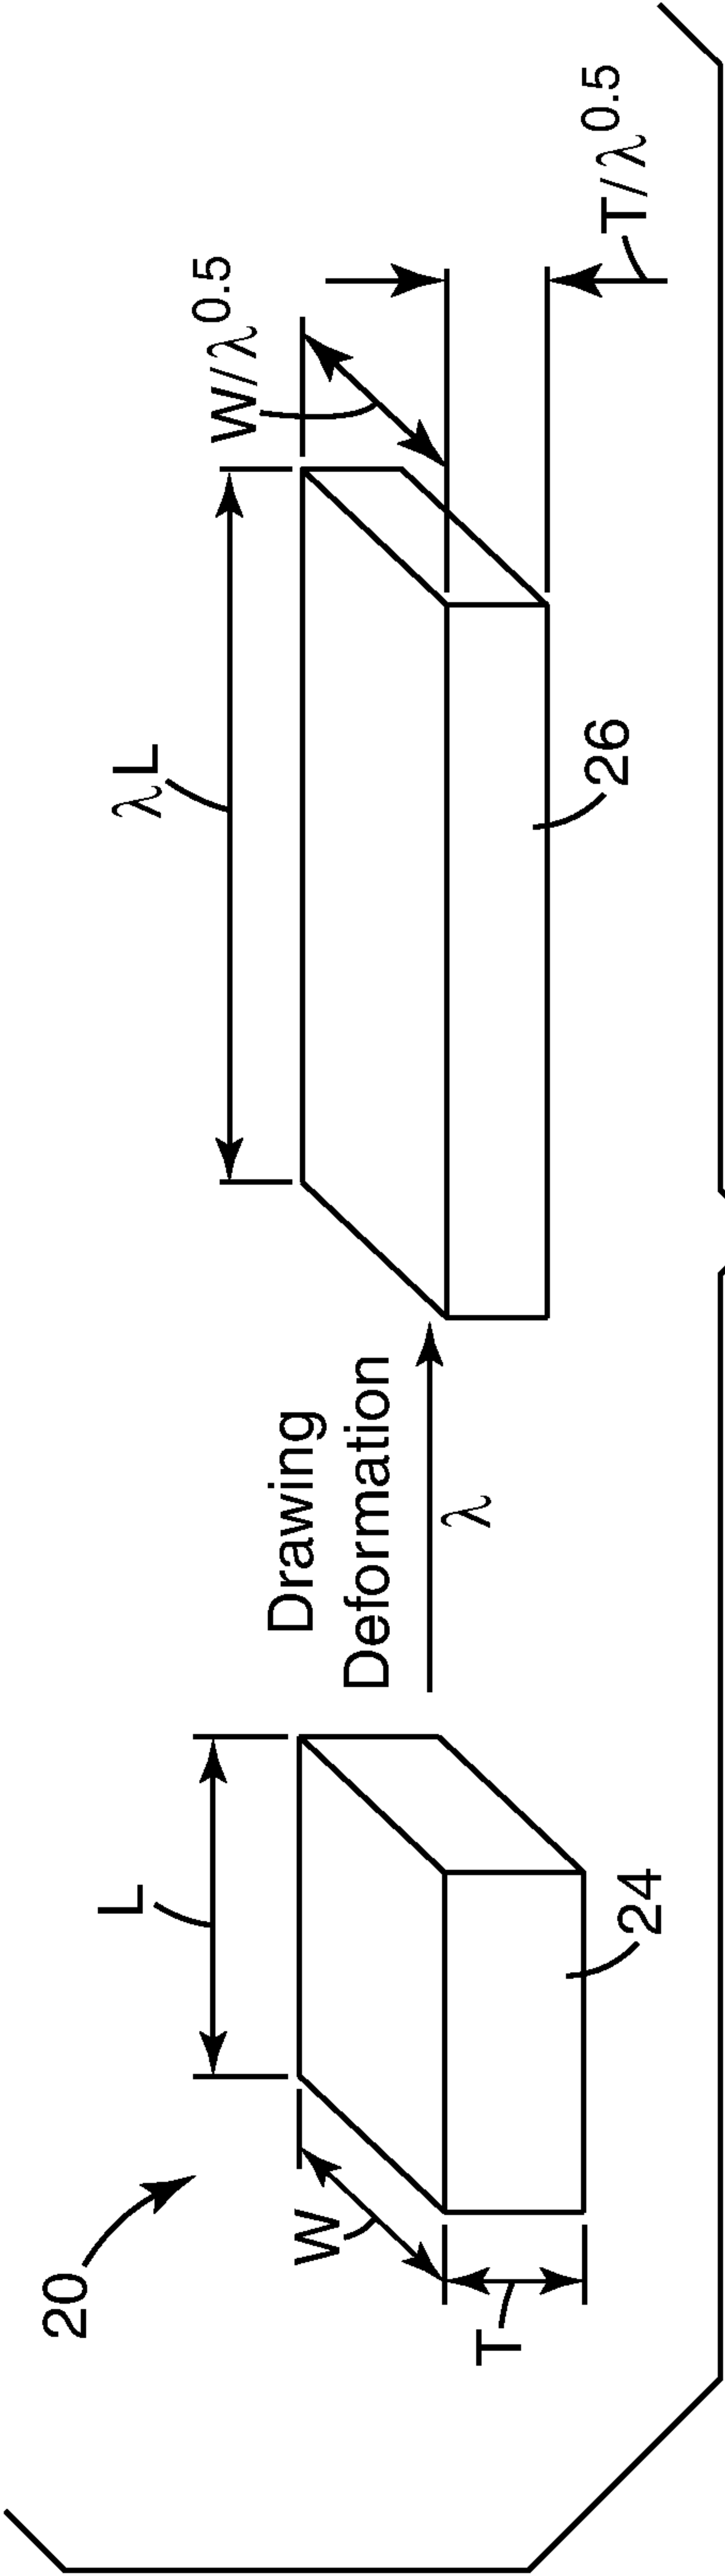 20
L
W
T
24
Drawing
Deformation
λ
λL
W/λ^0.5
T/λ^0.5
26